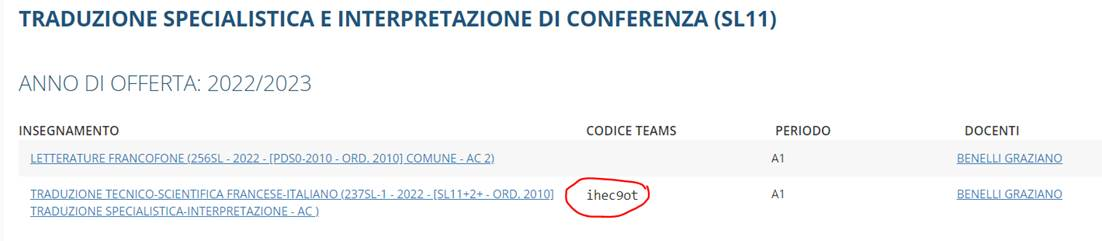 TRADUZIONE SPECIALISTICA E INTERPRETAZIONE DI CONFERENZA (SL11)
ANNO DI OFFERTA: 2022/2023
INSEGNAMENTO CODICE TEAMS PERIODO DOCENTI
LETTERATURE FRANCOFONE (256SL - 2022 - [PDS0-2010 - ORD. 2010] COMUNE - AC 2) A1 BENELLI GRAZIANO
TRADUZIONE TECNICO-SCIENTIFICA FRANCESE-ITALIANO (237SL-1 - 2022 - [SL11+2+ - ORD. 2010] ihec9ot A1 BENELLI GRAZIANO
TRADUZIONE SPECIALISTICA-INTERPRETAZIONE - AC )